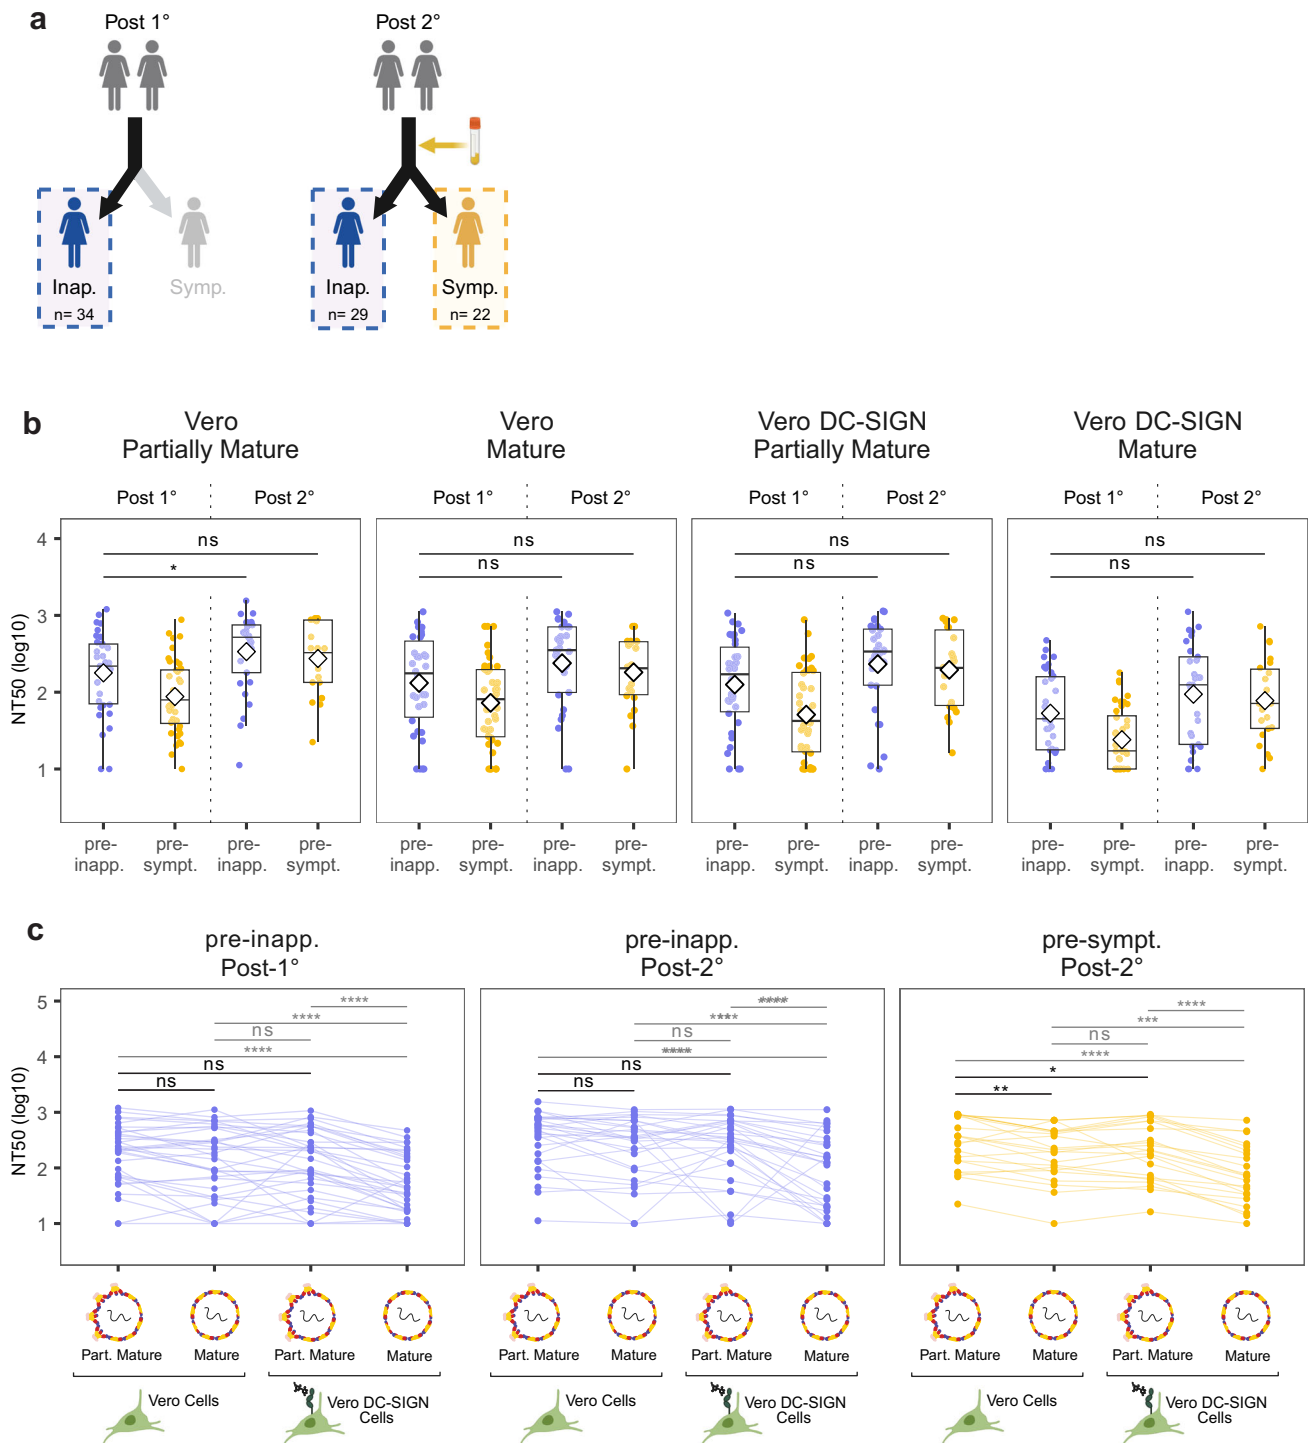 a
Post 1° Post 2°
Inap. Symp. Inap. Symp.
n= 34 n= 29 n= 22
b
Vero
Partially Mature
Vero
Mature
Vero DC-SIGN
Partially Mature
Vero DC-SIGN
Mature
Post 1° Post 2° Post 1° Post 2° Post 1° Post 2° Post 1° Post 2°
NT50 (log10)
4
3
2
1
ns
*
ns
ns
ns
ns
ns
ns
pre-
inapp.
pre-
sympt.
pre-
inapp.
pre-
sympt.
pre-
inapp.
pre-
sympt.
pre-
inapp.
pre-
sympt.
pre-
inapp.
pre-
sympt.
pre-
inapp.
pre-
sympt.
pre-
inapp.
pre-
sympt.
pre-
inapp.
pre-
sympt.
c
pre-inapp.
Post-1°
pre-inapp.
Post-2°
pre-sympt.
Post-2°
NT50 (log10)
5
4
3
2
1
****
****
ns
****
ns
ns
****
****
ns
****
ns
ns
****
***
ns
****
*
**
Part. Mature Mature Part. Mature Mature
Vero Cells
Vero DC-SIGN
Cells
Part. Mature Mature Part. Mature Mature
Vero Cells
Vero DC-SIGN
Cells
Part. Mature Mature Part. Mature Mature
Vero Cells
Vero DC-SIGN
Cells